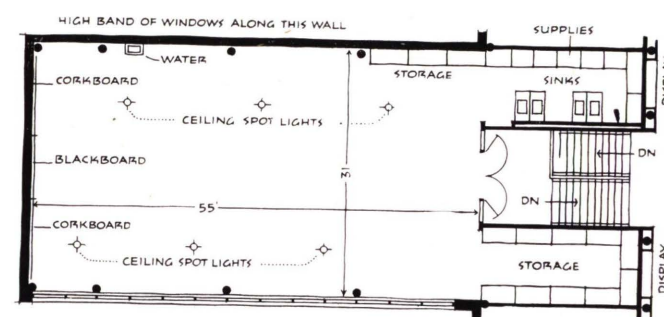 HIGH BAND OF WINDOWS ALONG THIS WALL
SUPPLIES
WATER
STORAGE
SINKS
DISPLAY
CORKBOARD
CEILING SPOT LIGHTS
BLACKBOARD
31
DN
55'
DN
CORKBOARD
CEILING SPOT LIGHTS
STORAGE
DISPLAY